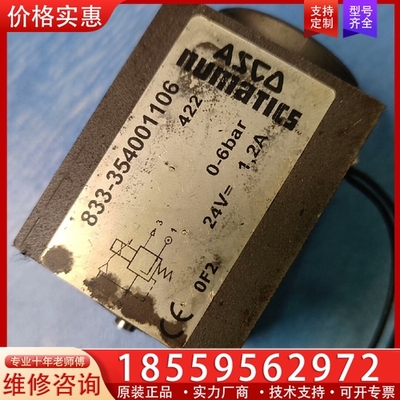 价格实惠
支持定制
型号齐全
ASCO
numatics
833-354001106
422
0-6bar
24V= 1.2A
0F2
3
1
CE
专业十年老师傅
维修咨询
18559562972
原装正品 · 实力厂商 · 技术支持 · 可开票